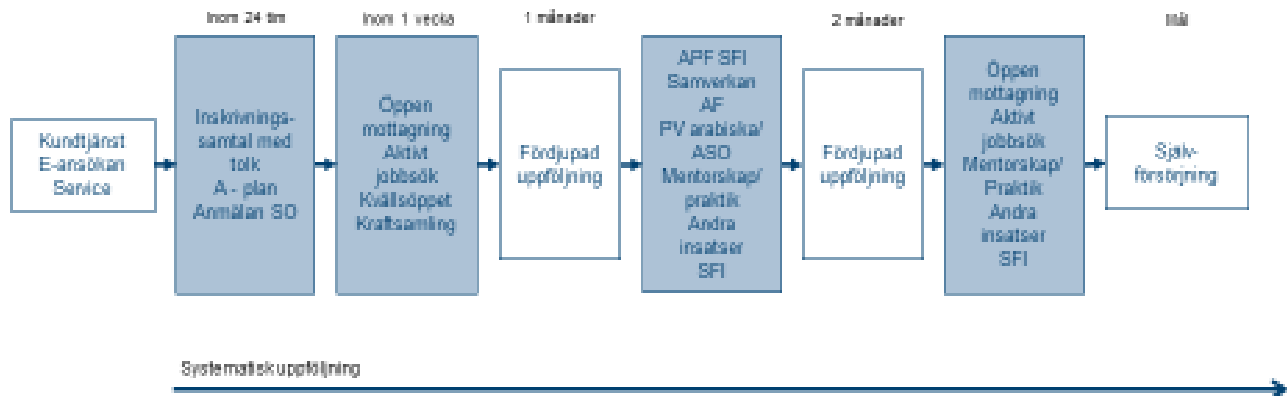 Inom 24 tim
Inom 1 vecka
1 månader
2 månader
Mål
Kundtjänst
E-ansökan
Service
Inskrivnings-
samtal med
tolk
A - plan
Anmälan SO
Öppen
mottagning
Aktivt
jobbsök
Kvällsöppet
Kraftsamling
Fördjupad
uppföljning
APF SFI
Samverkan
AF
PV arabiska/
ASO
Mentorskap/
praktik
Andra
insatser
SFI
Fördjupad
uppföljning
Öppen
mottagning
Aktivt
jobbsök
Mentorskap/
Praktik
Andra
insatser
SFI
Själv-
försörjning
Systematisk uppföljning